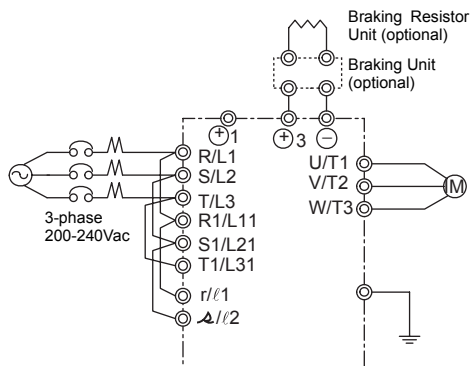 Braking Resistor
Unit (optional)
Braking Unit
(optional)
⊕1
⊕3
⊖
R/L1
S/L2
T/L3
R1/L11
S1/L21
T1/L31
r/ℓ1
𝓈/ℓ2
3-phase
200-240Vac
U/T1
V/T2
W/T3
M